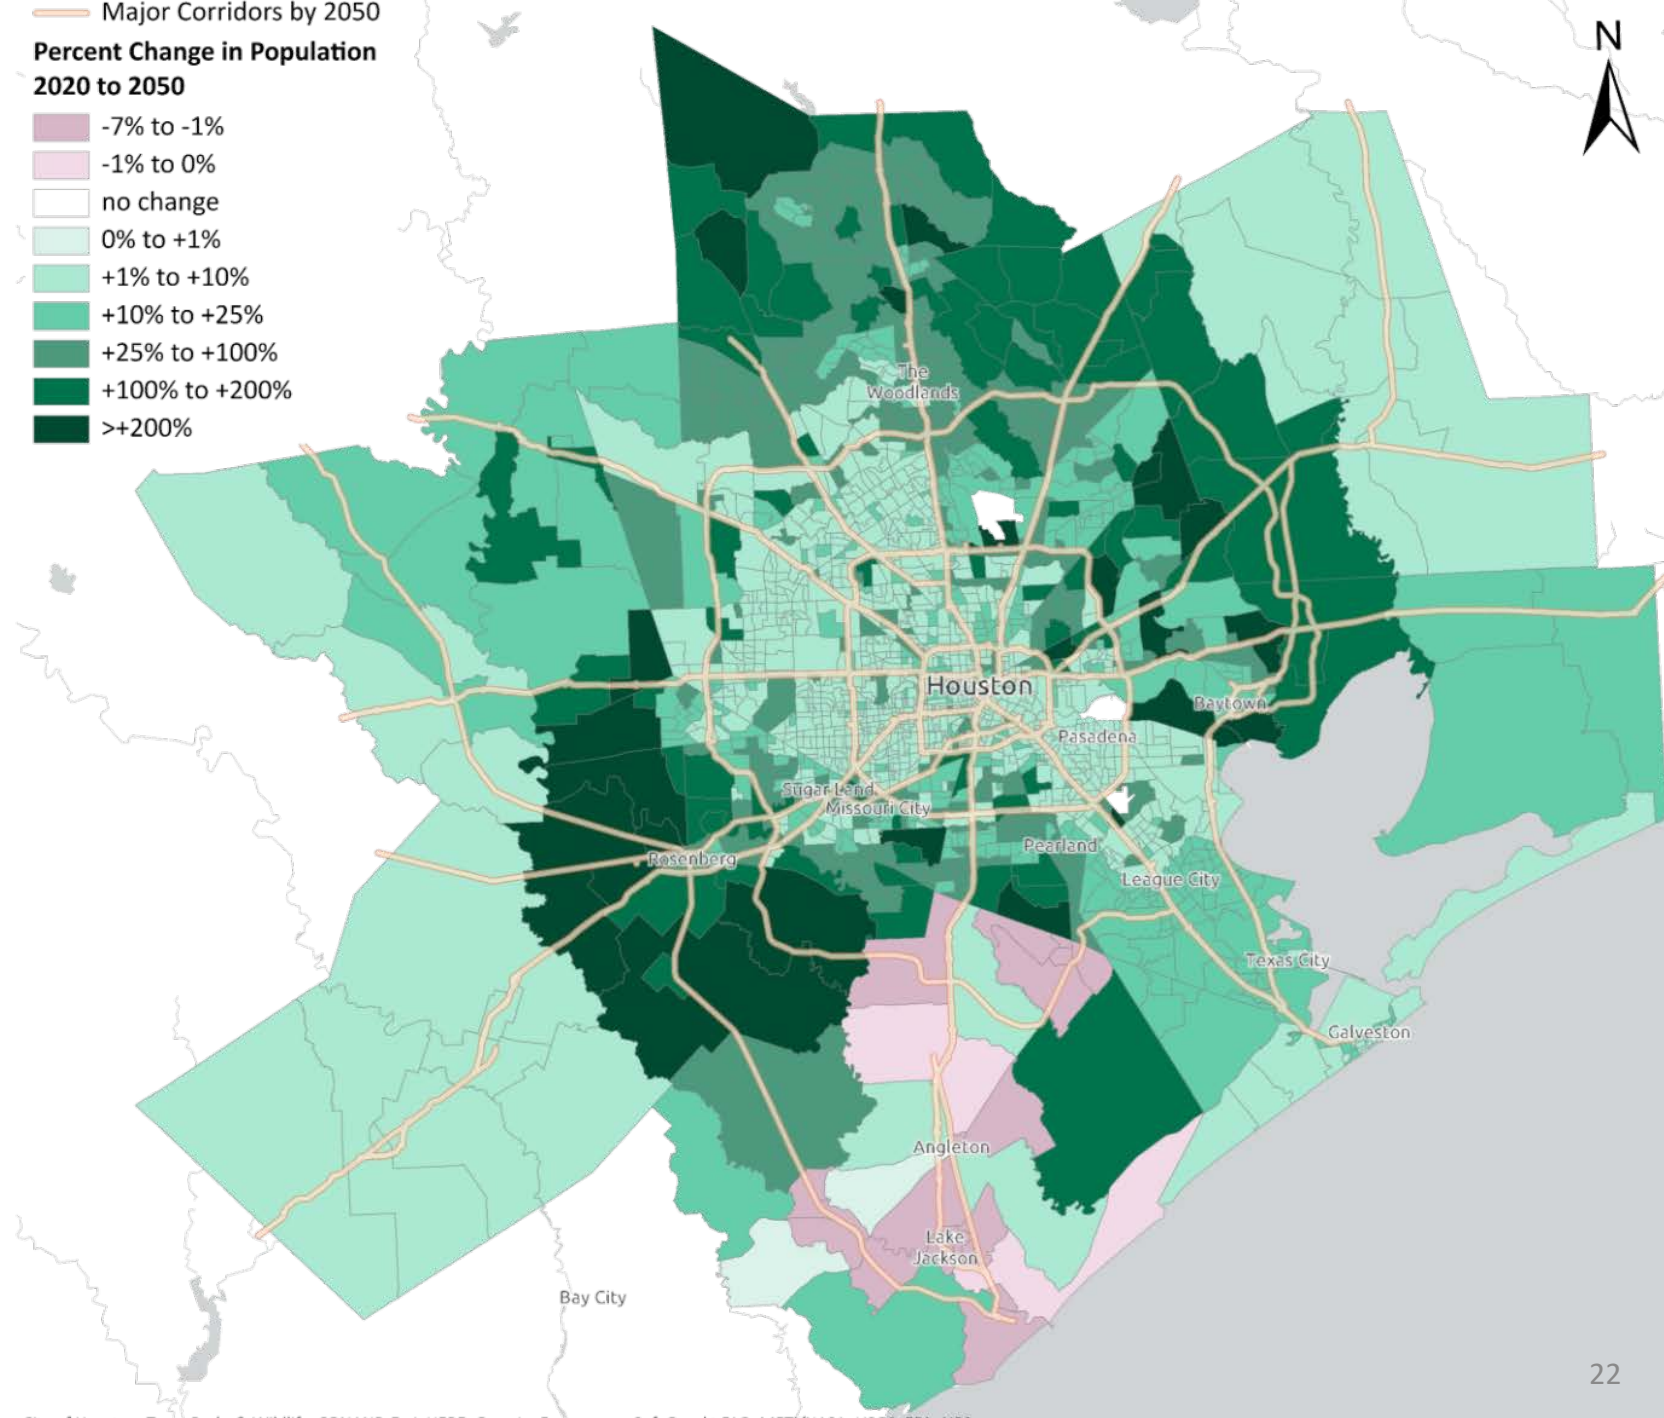 Major Corridors by 2050
Percent Change in Population
2020 to 2050
-7% to -1%
-1% to 0%
no change
0% to +1%
+1% to +10%
+10% to +25%
+25% to +100%
+100% to +200%
>+200%
N
The
Woodlands
Houston
Baytown
Pasadena
Sugar Land
Missouri City
Pearland
Rosenberg
League City
Texas City
Galveston
Angleton
Lake
Jackson
Bay City
22